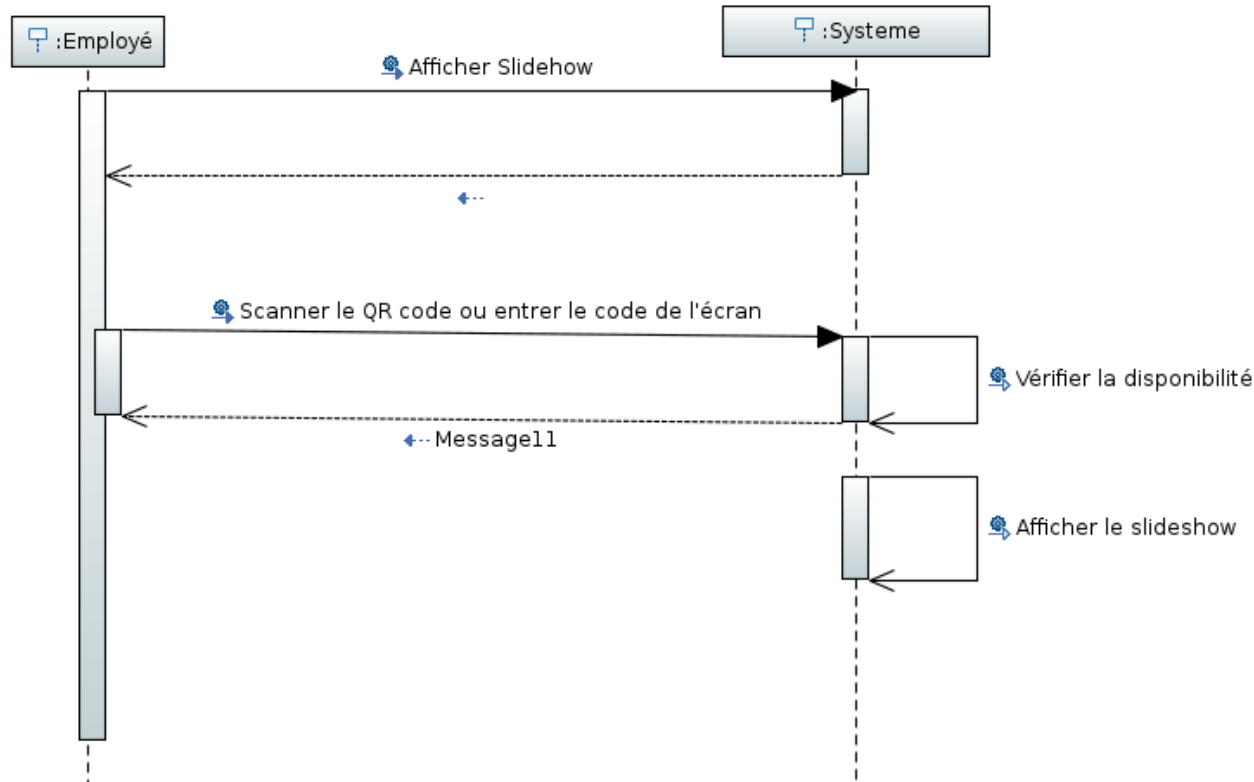 :Employé
:Systeme
Afficher Slidehow
Scanner le QR code ou entrer le code de l'écran
Vérifier la disponibilité
Message11
Afficher le slideshow